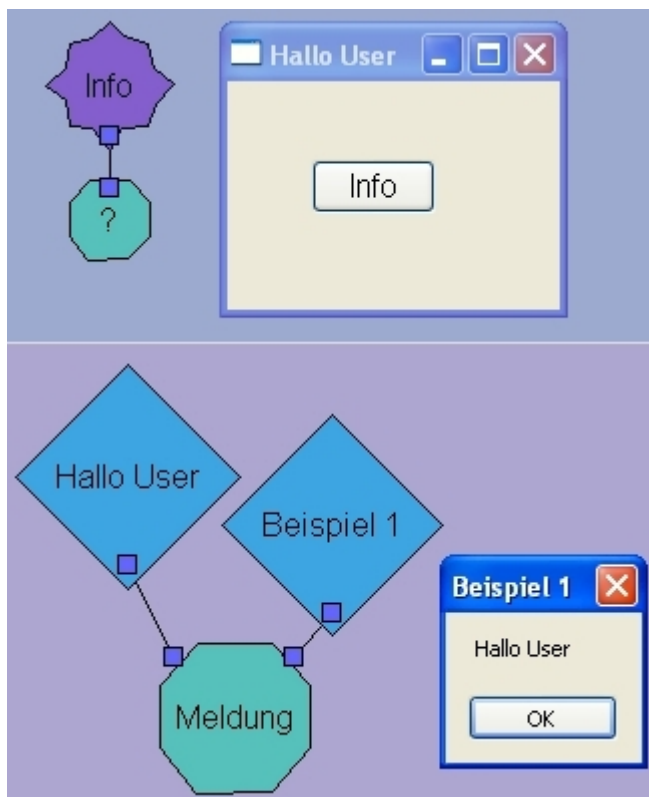 Info
?
Hallo User
Info
Hallo User
Beispiel 1
Meldung
Beispiel 1
Hallo User
OK